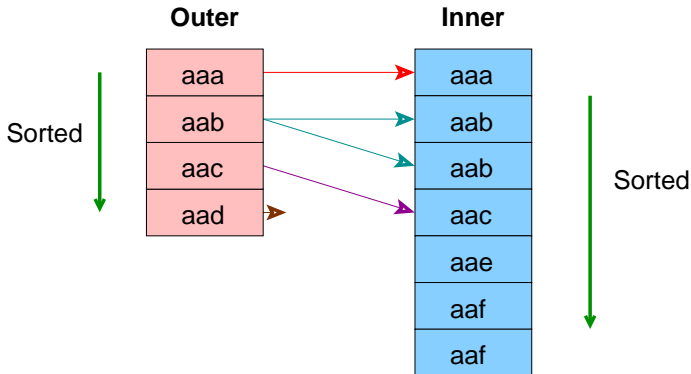 Outer Inner
aaa aaa
aab aab
Sorted
aac aab
Sorted
aad aac
aae
aaf
aaf